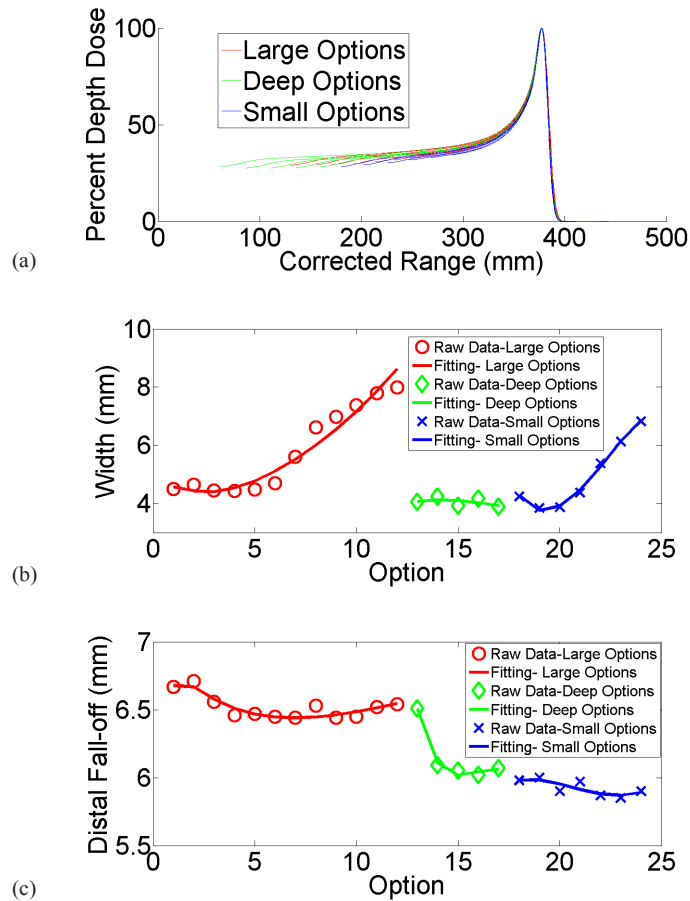 100
50
0
Percent Depth Dose
Large Options
Deep Options
Small Options
0 100 200 300 400 500
Corrected Range (mm)
(a)
10
8
6
4
Width (mm)
Raw Data-Large Options
Fitting- Large Options
Raw Data-Deep Options
Fitting- Deep Options
Raw Data-Small Options
Fitting- Small Options
0 5 10 15 20 25
Option
(b)
7
6.5
6
5.5
Distal Fall-off (mm)
Raw Data-Large Options
Fitting- Large Options
Raw Data-Deep Options
Fitting- Deep Options
Raw Data-Small Options
Fitting- Small Options
0 5 10 15 20 25
Option
(c)